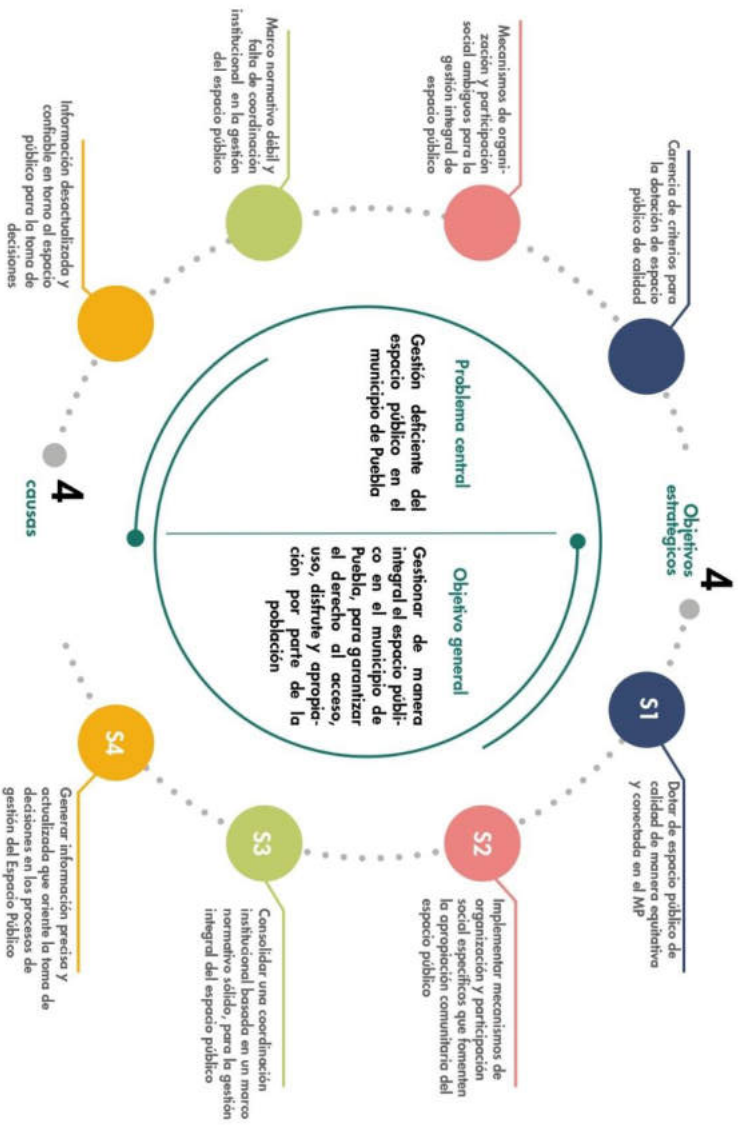 Carencia de criterios para
la dotación de espacio
público de calidad
Mecanismos de organi-
zación y participación
social ambiguos para la
gestión integral de
espacio público
Marco normativo débil y
falta de coordinación
institucional en la gestión
del espacio público
Información desactualizada y
confiable en torno al espacio
público para la toma de
decisiones
4
causas
Problema central
Gestión deficiente del
espacio público en el
municipio de Puebla
Objetivo general
Gestionar de manera
integral el espacio públi-
co en el municipio de
Puebla, para garantizar
el derecho al acceso,
uso, disfrute y apropia-
ción por parte de la
población
4
Objetivos
estratégicos
S1
Dotar de espacio público de
calidad de manera equitativa
y conectada en el MP
S2
Implementar mecanismos de
organización y participación
social específicos que fomenten
la apropiación comunitaria del
espacio público
S3
Consolidar una coordinación
institucional basada en un marco
normativo sólido, para la gestión
integral del espacio público
S4
Generar información precisa y
actualizada que oriente la toma de
decisiones en los procesos de
gestión del Espacio Público